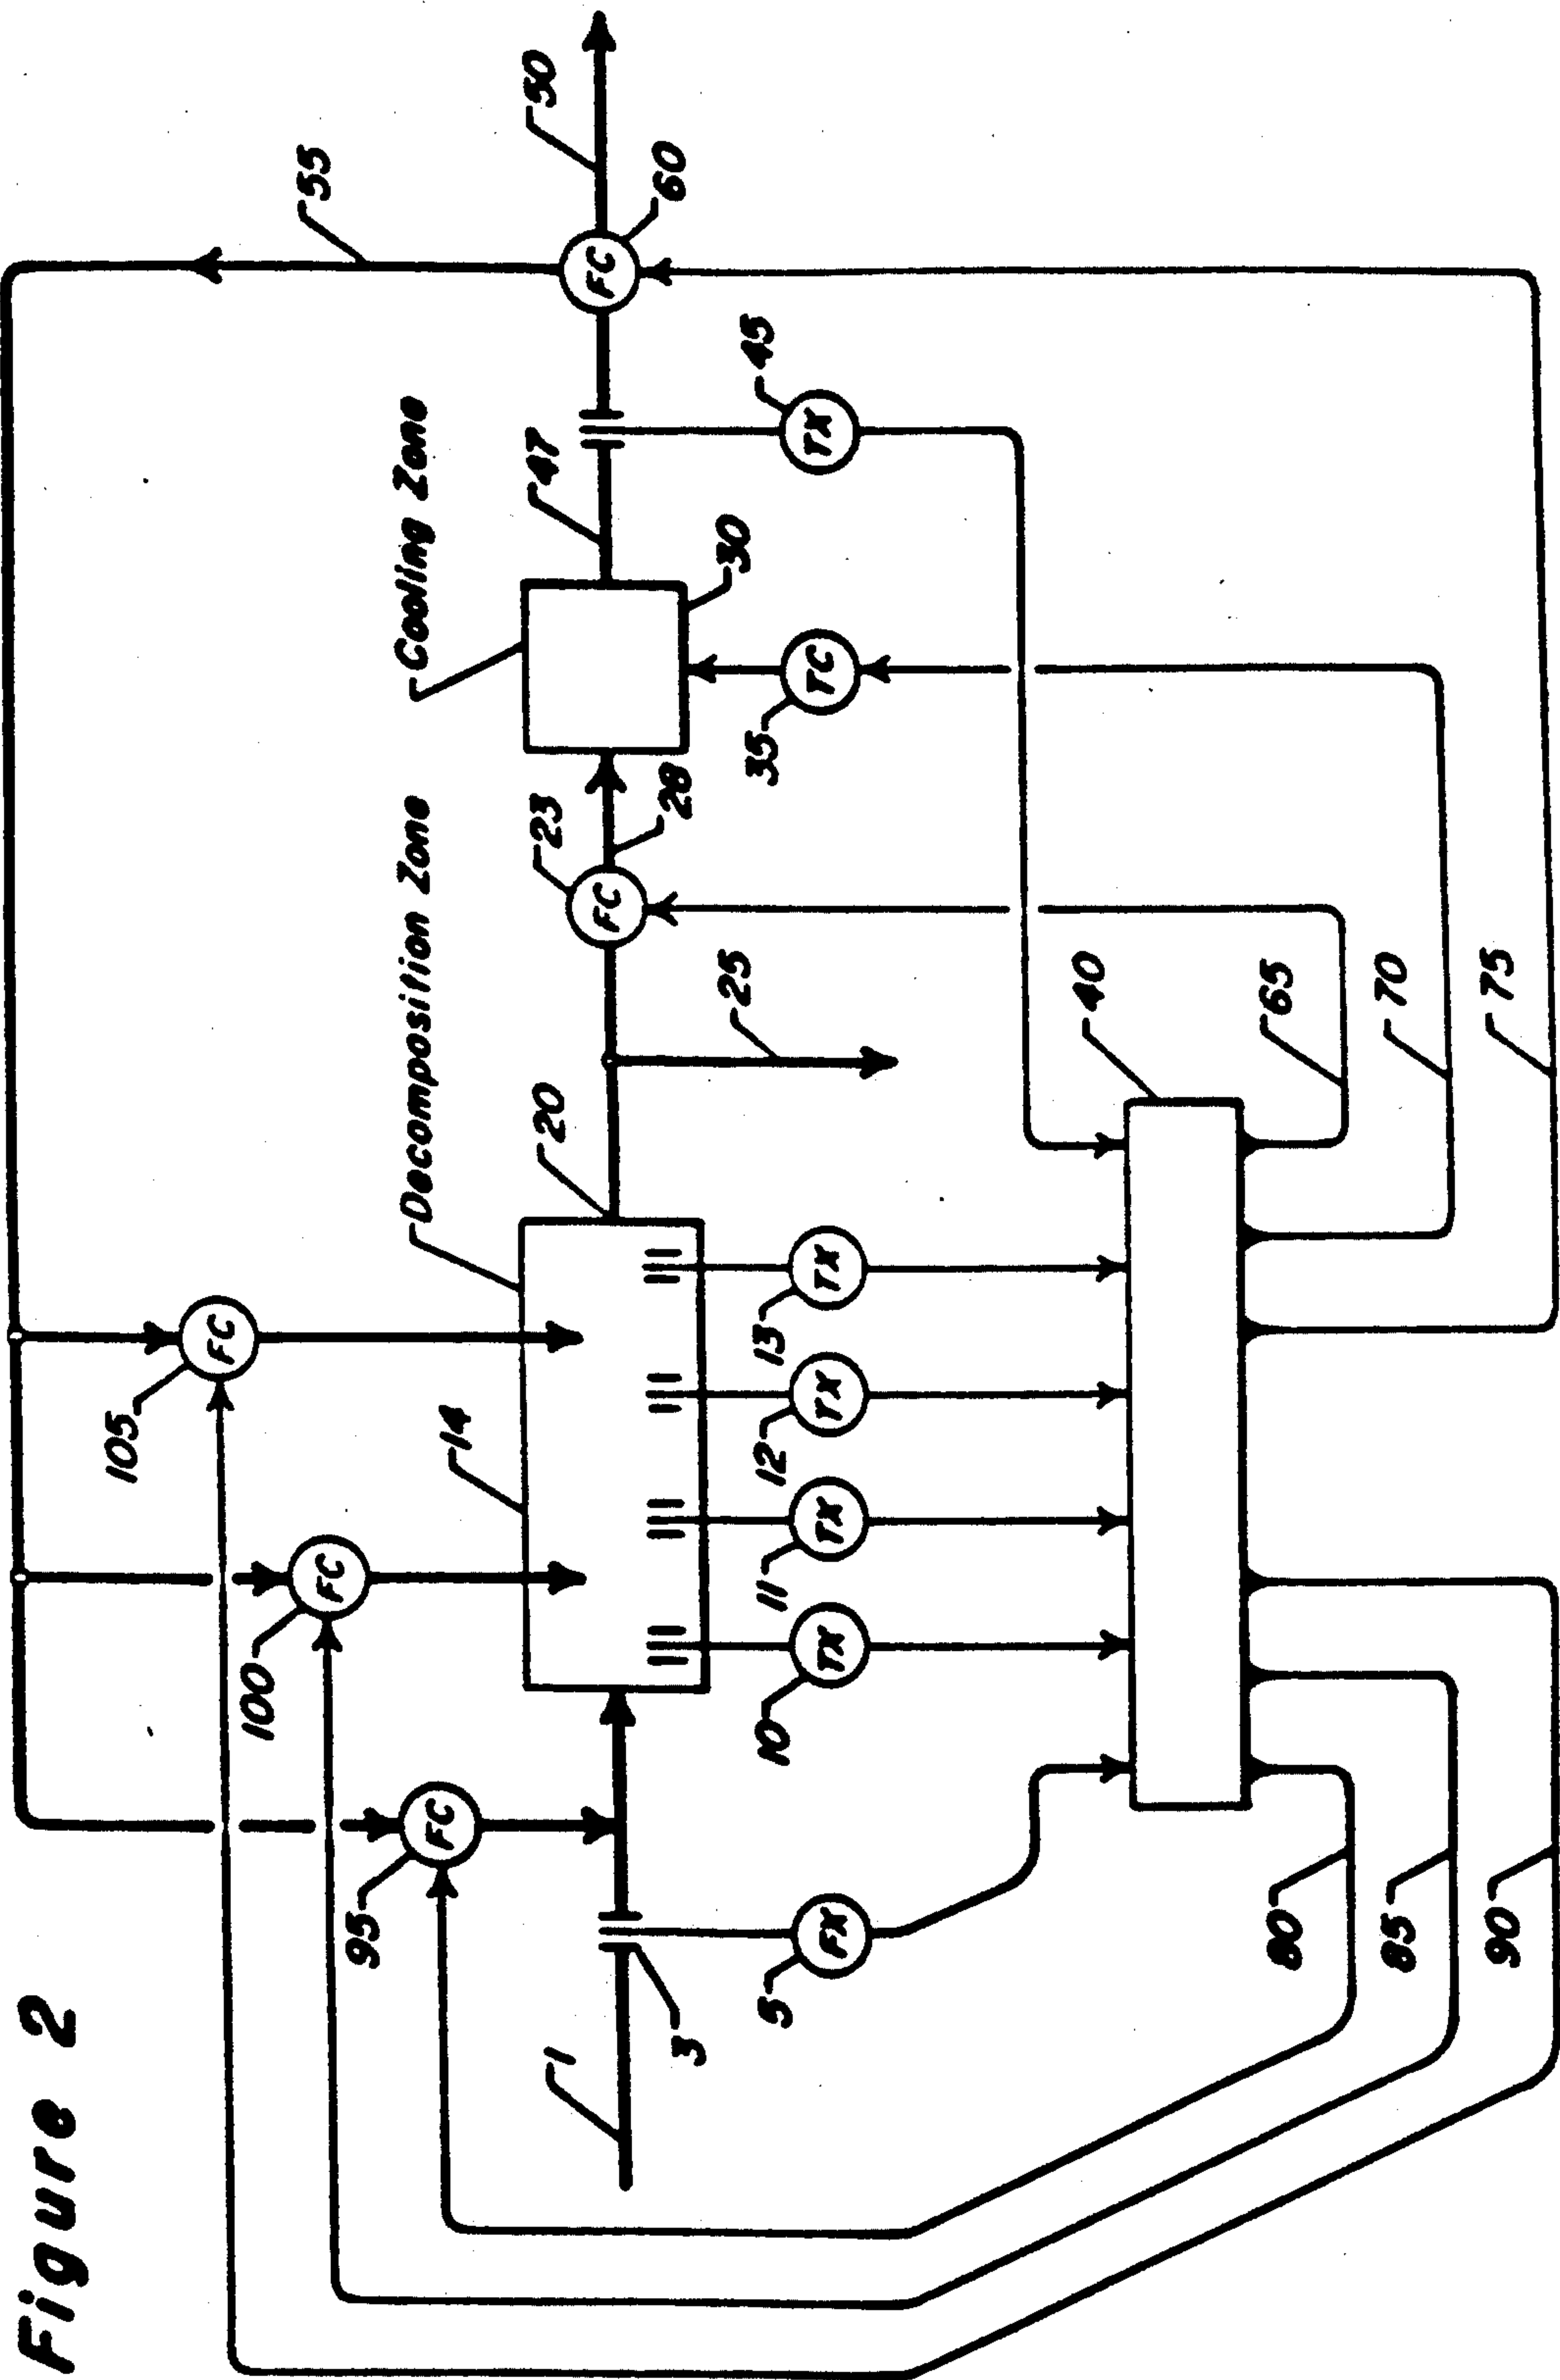 Figure 2
105
FC
100
55
FC
95
Decomposition Zone
Cooling Zone
FC
14
1
20
23
47
50
FC
FC
3
28
60
25
30
5
10
11
12
13
35
45
FX
TX
TX
TX
TX
TC
TX
40
80
65
85
70
90
75